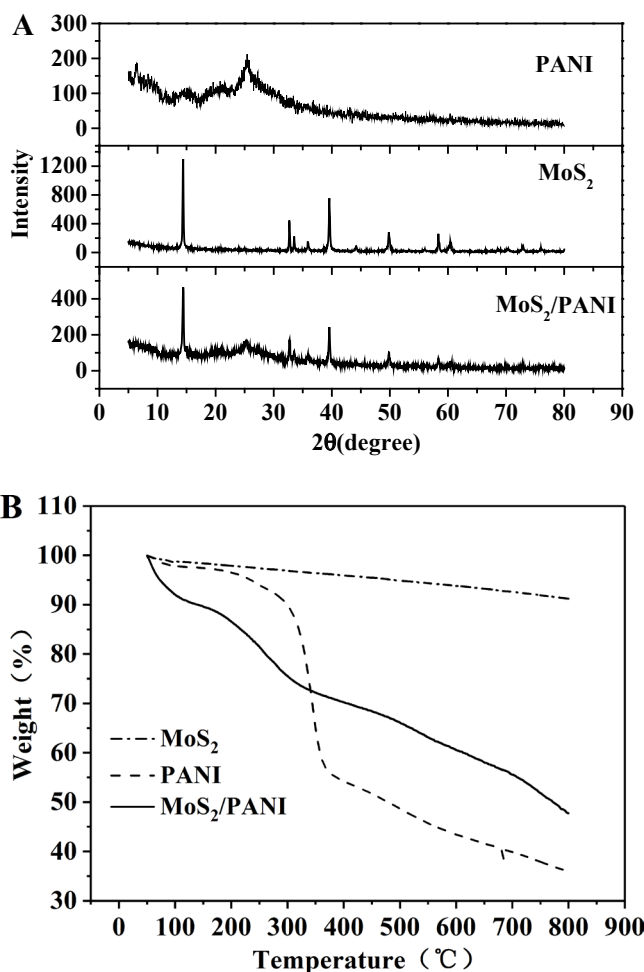 A
300
200
100
0
PANI
1200
800
400
0
MoS2
Intensity
400
200
0
MoS2/PANI
0 10 20 30 40 50 60 70 80 90
2θ(degree)
B
110
100
90
80
70
60
50
40
30
Weight（%）
MoS2
PANI
MoS2/PANI
0 100 200 300 400 500 600 700 800 900
Temperature（℃）